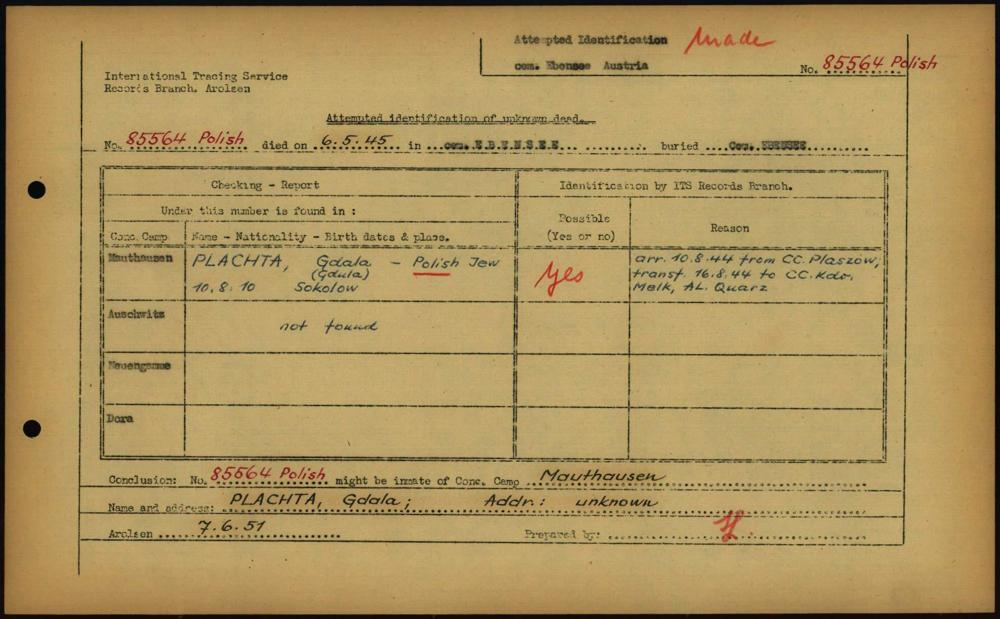 Attempted Identification made
cem. Ebensee Austria
No. 85564 Polish
International Tracing Service
Records Branch. Arolsen
Attempted identification of unknown dead.
No. 85564 Polish died on 6.5.45 in cem. E.B.E.N.S.E.E. buried Cem. EBENSEE
Checking - Report
Identification by ITS Records Branch.
Under this number is found in :
Possible
(Yes or no)
Reason
Conc. Camp
Name - Nationality - Birth dates & place.
Mauthausen
PLACHTA, Gdala - Polish Jew
(Gdula)
10.8.10 Sokolow
Yes
arr. 10.8.44 from CC. Plaszow,
transf. 16.8.44 to CC. Kdo.
Melk, AL. Quarz
Auschwitz
not found
Neuengamme
Dora
Conclusion: No. 85564 Polish might be inmate of Conc. Camp Mauthausen
Name and address: PLACHTA, Gdala; Addr.: unknown
Arolsen 7.6.51
Prepared by: